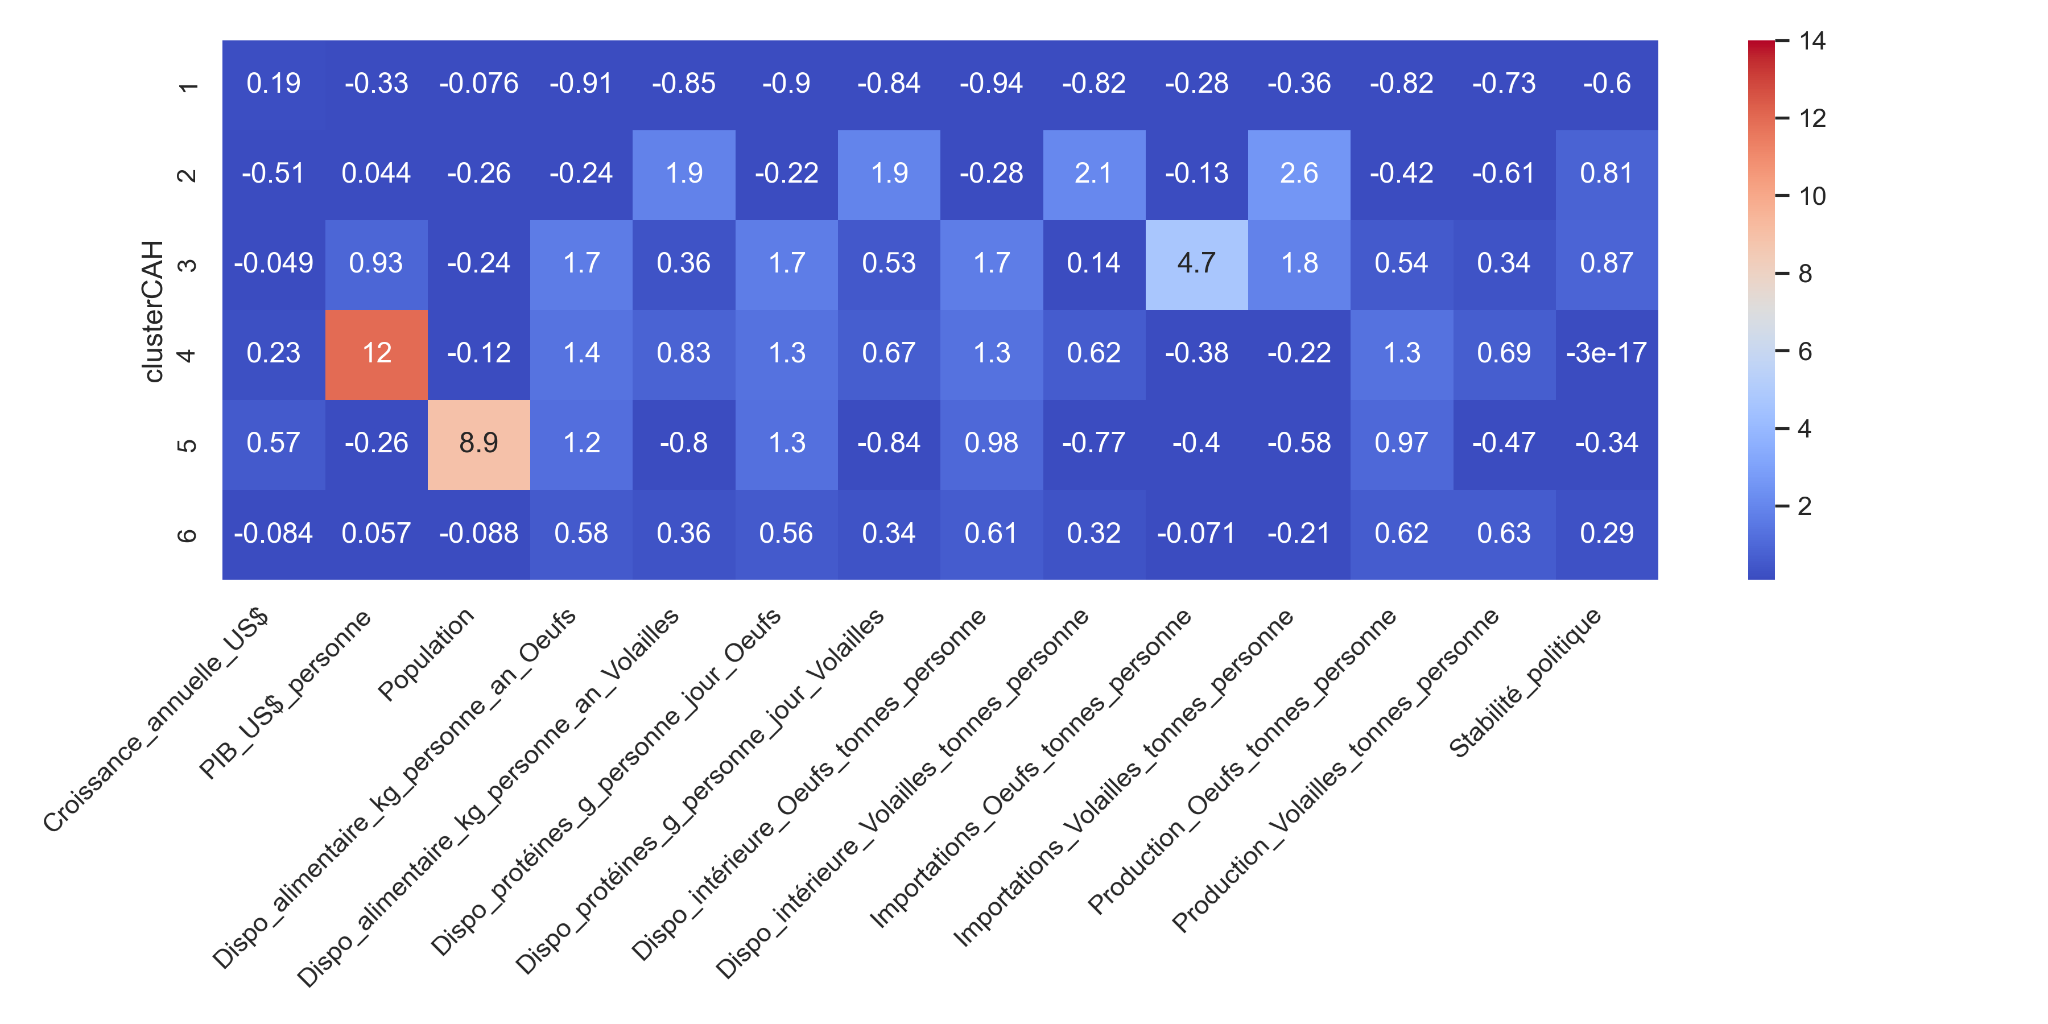 1 0.19 -0.33 -0.076 -0.91 -0.85 -0.9 -0.84 -0.94 -0.82 -0.28 -0.36 -0.82 -0.73 -0.6
2 -0.51 0.044 -0.26 -0.24 1.9 -0.22 1.9 -0.28 2.1 -0.13 2.6 -0.42 -0.61 0.81
3 -0.049 0.93 -0.24 1.7 0.36 1.7 0.53 1.7 0.14 4.7 1.8 0.54 0.34 0.87
4 0.23 12 -0.12 1.4 0.83 1.3 0.67 1.3 0.62 -0.38 -0.22 1.3 0.69 -3e-17
5 0.57 -0.26 8.9 1.2 -0.8 1.3 -0.84 0.98 -0.77 -0.4 -0.58 0.97 -0.47 -0.34
6 -0.084 0.057 -0.088 0.58 0.36 0.56 0.34 0.61 0.32 -0.071 -0.21 0.62 0.63 0.29
clusterCAH
Croissance_annuelle_US$
PIB_US$_personne
Population
Dispo_alimentaire_kg_personne_an_Oeufs
Dispo_alimentaire_kg_personne_an_Volailles
Dispo_protéines_g_personne_jour_Oeufs
Dispo_protéines_g_personne_jour_Volailles
Dispo_intérieure_Oeufs_tonnes_personne
Dispo_intérieure_Volailles_tonnes_personne
Importations_Oeufs_tonnes_personne
Importations_Volailles_tonnes_personne
Production_Oeufs_tonnes_personne
Production_Volailles_tonnes_personne
Stabilité_politique
14
12
10
8
6
4
2